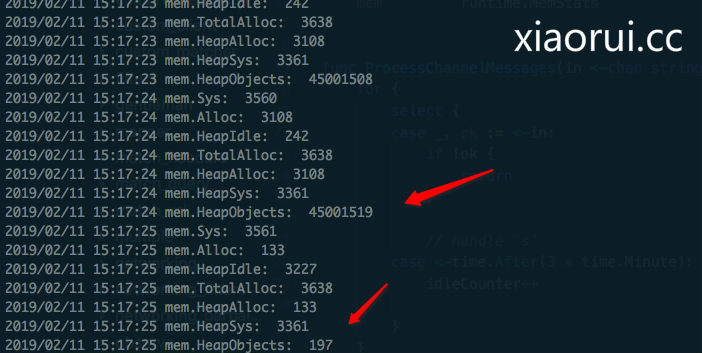 2019/02/11 15:17:23 mem.HeapIdle:  242
2019/02/11 15:17:23 mem.TotalAlloc:  3638
2019/02/11 15:17:23 mem.HeapAlloc:  3108
2019/02/11 15:17:23 mem.HeapSys:  3361
2019/02/11 15:17:23 mem.HeapObjects:  45001508
2019/02/11 15:17:24 mem.Sys:  3560
2019/02/11 15:17:24 mem.Alloc:  3108
2019/02/11 15:17:24 mem.HeapIdle:  242
2019/02/11 15:17:24 mem.TotalAlloc:  3638
2019/02/11 15:17:24 mem.HeapAlloc:  3108
2019/02/11 15:17:24 mem.HeapSys:  3361
2019/02/11 15:17:24 mem.HeapObjects:  45001519
2019/02/11 15:17:25 mem.Sys:  3561
2019/02/11 15:17:25 mem.Alloc:  133
2019/02/11 15:17:25 mem.HeapIdle:  3227
2019/02/11 15:17:25 mem.TotalAlloc:  3638
2019/02/11 15:17:25 mem.HeapAlloc:  133
2019/02/11 15:17:25 mem.HeapSys:  3361
2019/02/11 15:17:25 mem.HeapObjects:  197
xiaorui.cc
mem runtime.MemStats
func ProcessChannelMessages(in <-chan string
for {
select {
case _, ok := <-in:
if !ok {
// handle `s`
case <-time.After(3 * time.Minute):
idleCounter++
}